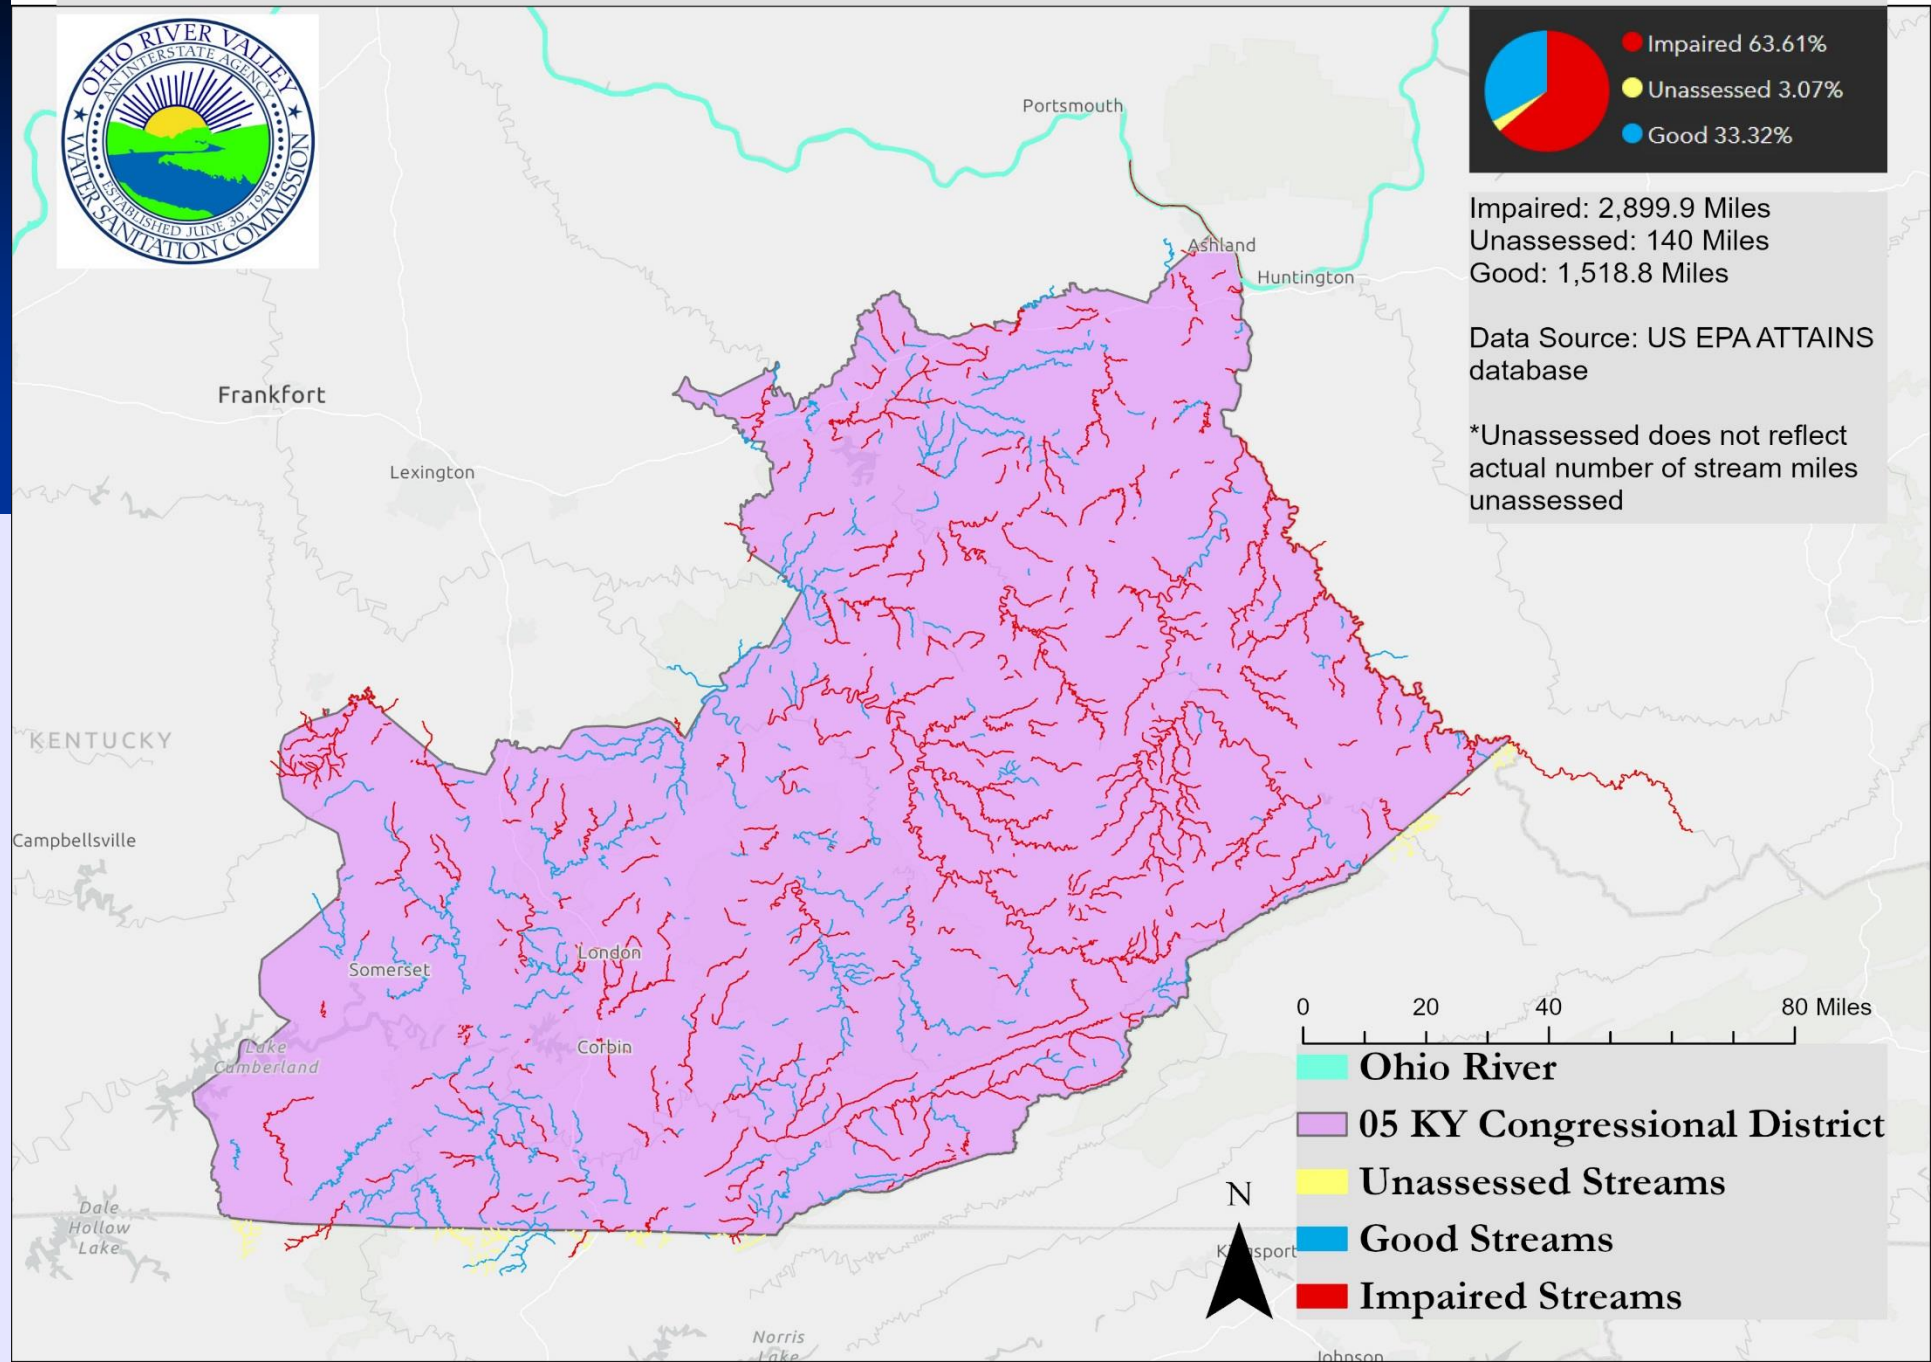 OHIO RIVER VALLEY
AN INTERSTATE AGENCY
ESTABLISHED JUNE 30, 1948
WATER SANITATION COMMISSION
Impaired 63.61%
Unassessed 3.07%
Good 33.32%
Impaired: 2,899.9 Miles
Unassessed: 140 Miles
Good: 1,518.8 Miles
Data Source: US EPA ATTAINS
database
*Unassessed does not reflect
actual number of stream miles
unassessed
Portsmouth
Ashland
Huntington
Frankfort
Lexington
KENTUCKY
Campbellsville
London
Somerset
Corbin
Lake
Cumberland
Dale
Hollow
Lake
Norris
Lake
0 20 40 80 Miles
N
Ohio River
05 KY Congressional District
Unassessed Streams
Good Streams
Impaired Streams